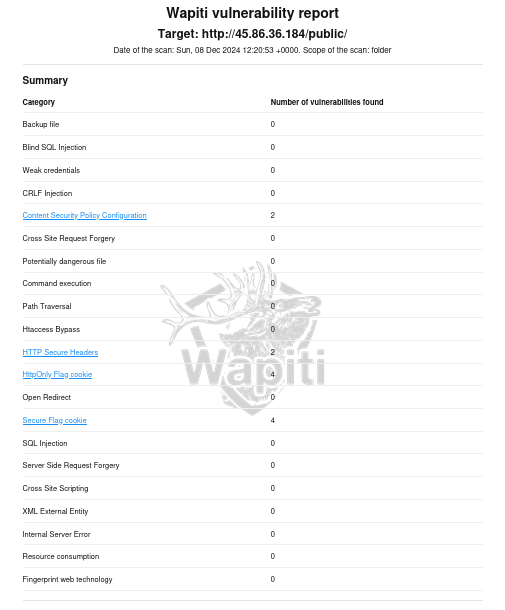 Wapiti vulnerability report
Target: http://45.86.36.184/public/
Date of the scan: Sun, 08 Dec 2024 12:20:53 +0000. Scope of the scan: folder
Summary
Category Number of vulnerabilities found
Backup file 0
Blind SQL Injection 0
Weak credentials 0
CRLF Injection 0
Content Security Policy Configuration 2
Cross Site Request Forgery 0
Potentially dangerous file 0
Command execution 0
Path Traversal 0
Htaccess Bypass 0
HTTP Secure Headers 2
HttpOnly Flag cookie 4
Wapiti
Open Redirect 0
Secure Flag cookie 4
SQL Injection 0
Server Side Request Forgery 0
Cross Site Scripting 0
XML External Entity 0
Internal Server Error 0
Resource consumption 0
Fingerprint web technology 0